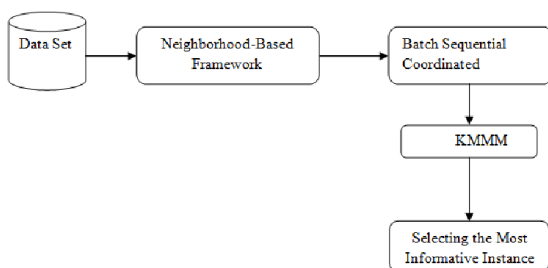 Data Set
Neighborhood-Based
Framework
Batch Sequential
Coordinated
KMMM
Selecting the Most
Informative Instance